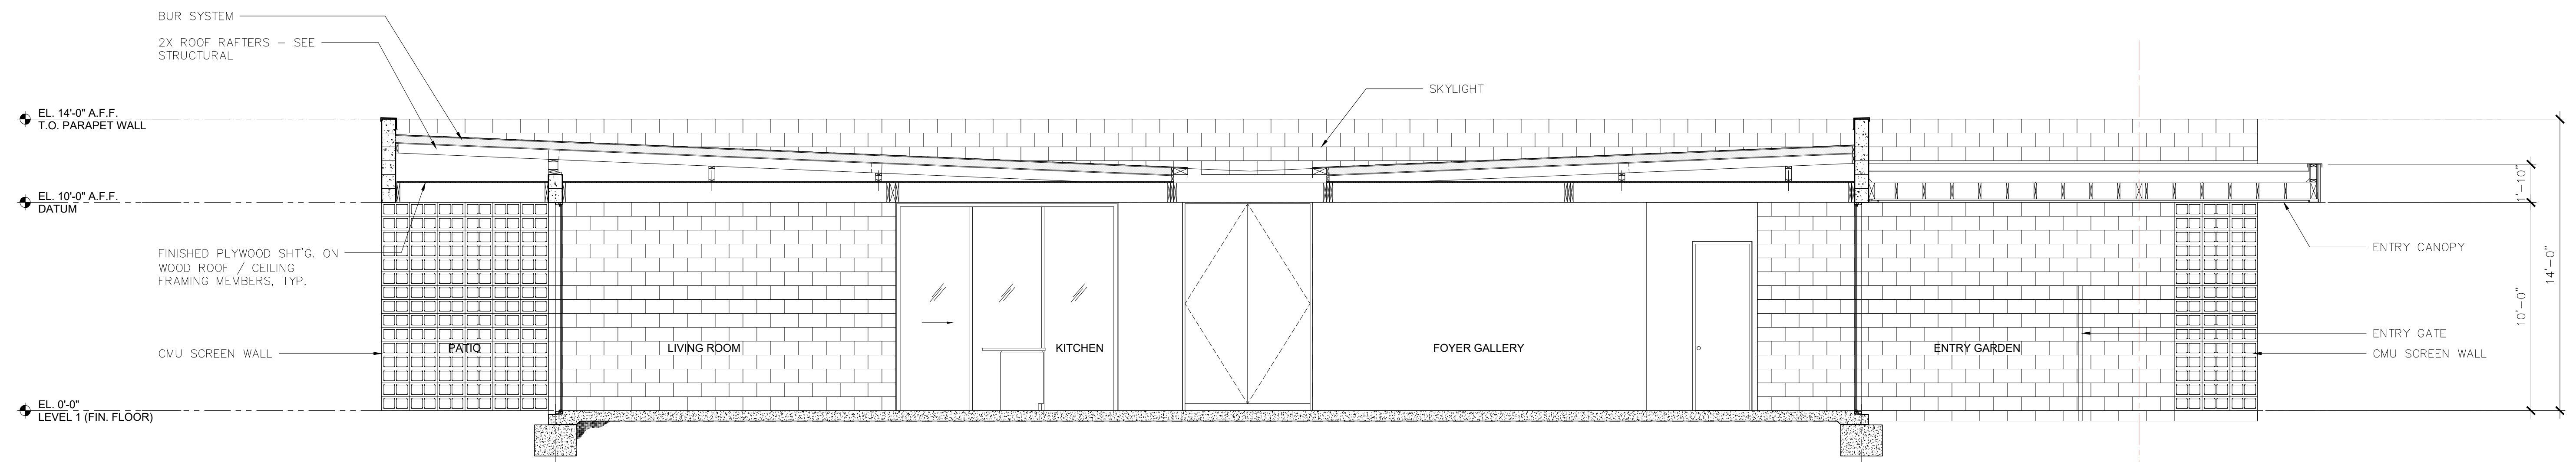 BUR SYSTEM
2X ROOF RAFTERS – SEE
STRUCTURAL
SKYLIGHT
EL. 14'-0" A.F.F.
T.O. PARAPET WALL
EL. 10'-0" A.F.F.
DATUM
1'-10"
14'-0"
FINISHED PLYWOOD SHT'G. ON
WOOD ROOF / CEILING
FRAMING MEMBERS, TYP.
ENTRY CANOPY
10'-0"
ENTRY GATE
CMU SCREEN WALL
PATIO
LIVING ROOM
KITCHEN
FOYER GALLERY
ENTRY GARDEN
CMU SCREEN WALL
EL. 0'-0"
LEVEL 1 (FIN. FLOOR)